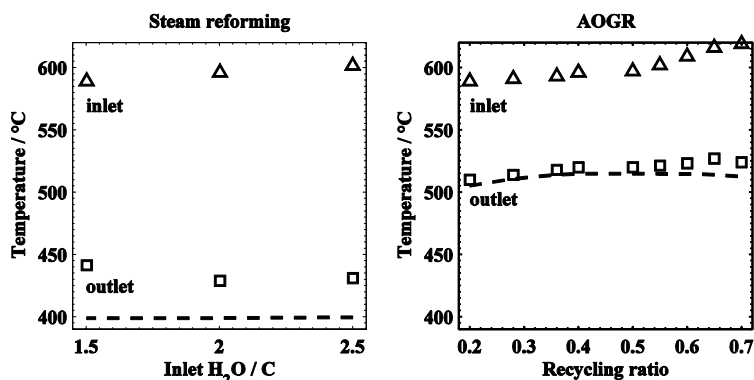 Steam reforming
AOGR
600
550
500
450
400
Temperature / °C
inlet
outlet
1.5
2
2.5
Inlet H₂O / C
600
550
500
450
400
Temperature / °C
inlet
outlet
0.2
0.3
0.4
0.5
0.6
0.7
Recycling ratio